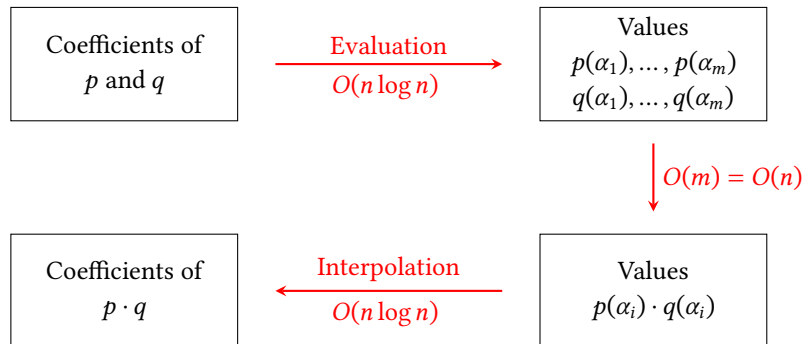 Coefficients of
p and q
Evaluation
O(n log n)
Values
p(α₁), …, p(αₘ)
q(α₁), …, q(αₘ)
O(m) = O(n)
Coefficients of
p · q
Interpolation
O(n log n)
Values
p(αᵢ) · q(αᵢ)